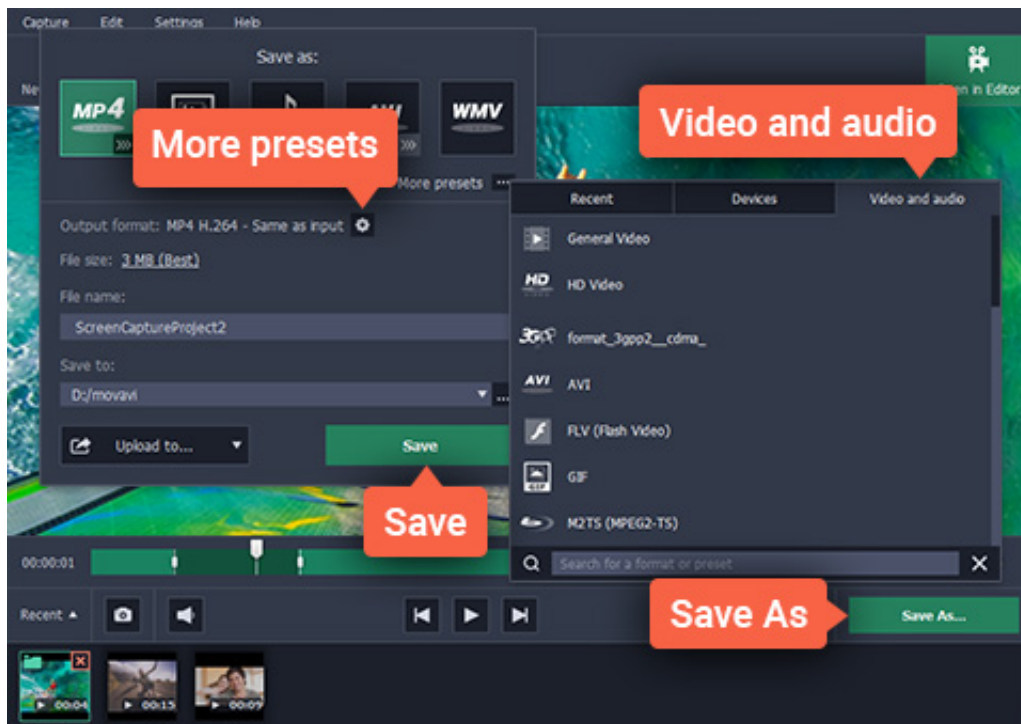 Capture Edit Settings Help
Save as:
MP4
WMV
More presets
Video and audio
More presets ...
Output format: MP4 H.264 - Same as input
File size: 3 MB (Best)
File name:
ScreenCaptureProject2
Save to:
D:/movavi
...
Upload to...
Save
Save
in Editor
Recent Devices Video and audio
General Video
HD HD Video
3GP format_3gpp2__cdma_
AVI AVI
FLV (Flash Video)
GIF GIF
M2TS (MPEG2-TS)
Search for a format or preset
00:00:01
Recent
Save As
Save As...
00:04
00:15
00:09